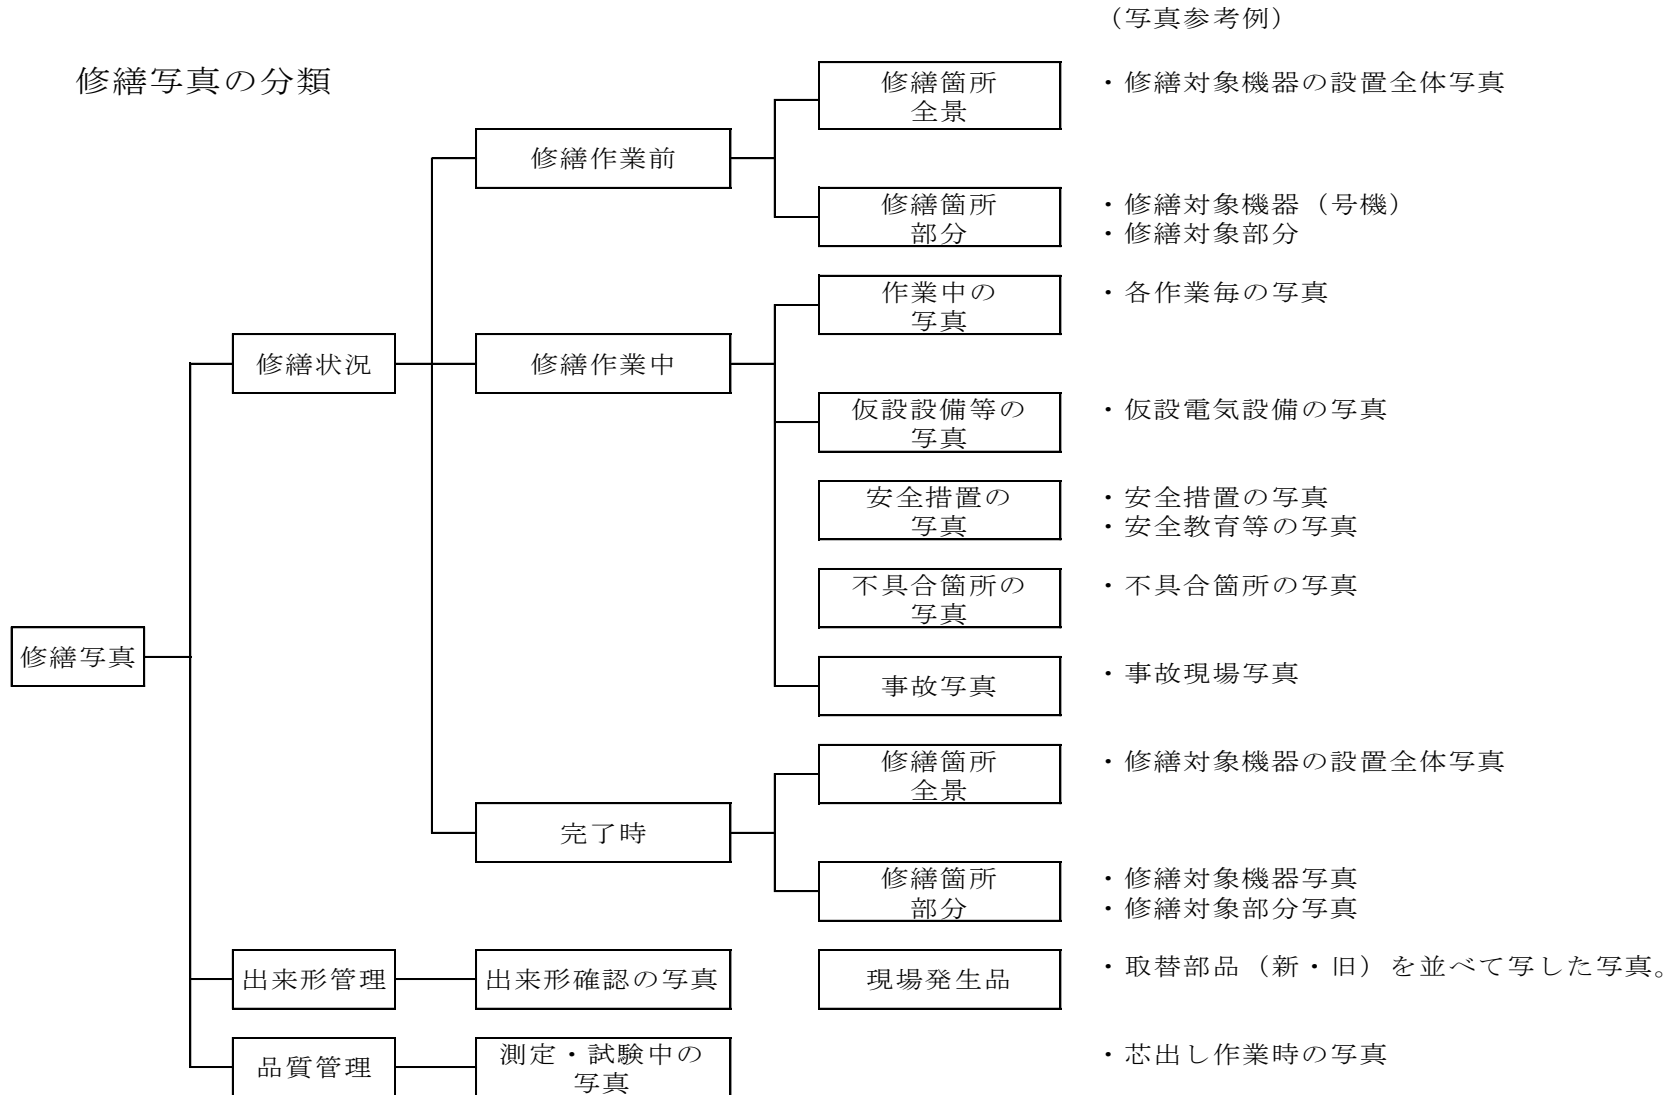 （写真参考例）
修繕写真の分類
修繕箇所
全景
・修繕対象機器の設置全体写真
修繕作業前
修繕箇所
部分
・修繕対象機器（号機）
・修繕対象部分
作業中の
写真
・各作業毎の写真
修繕状況
修繕作業中
仮設設備等の
写真
・仮設電気設備の写真
安全措置の
写真
・安全措置の写真
・安全教育等の写真
不具合箇所の
写真
・不具合箇所の写真
修繕写真
事故写真
・事故現場写真
修繕箇所
全景
・修繕対象機器の設置全体写真
完了時
修繕箇所
部分
・修繕対象機器写真
・修繕対象部分写真
出来形管理
出来形確認の写真
現場発生品
・取替部品（新・旧）を並べて写した写真。
品質管理
測定・試験中の
写真
・芯出し作業時の写真